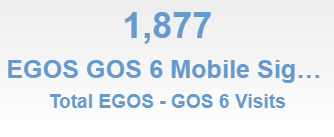 1,877
EGOS GOS 6 Mobile Sig...
Total EGOS - GOS 6 Visits